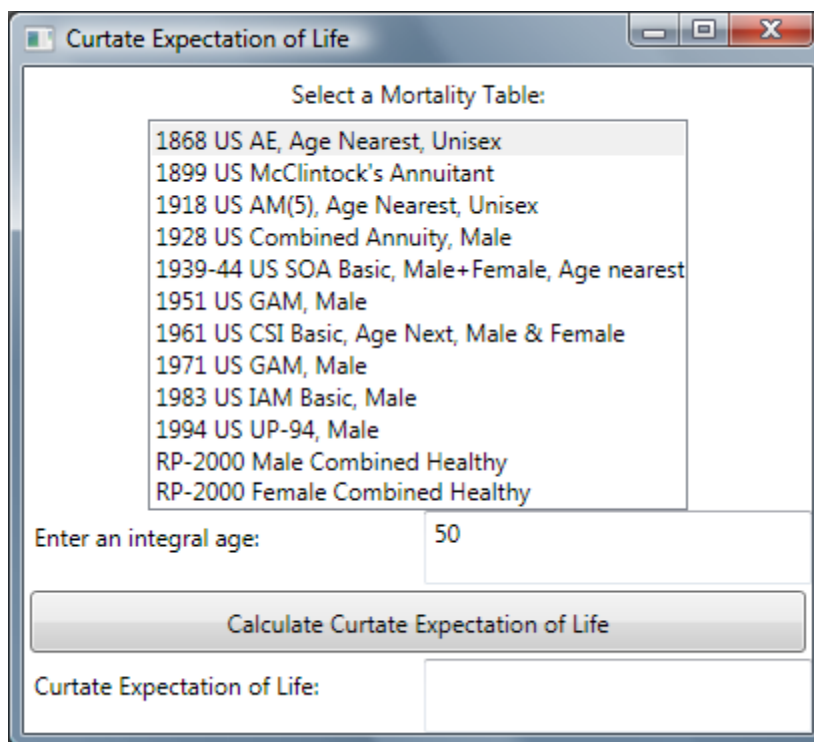 Curtate Expectation of Life
Select a Mortality Table:
1868 US AE, Age Nearest, Unisex
1899 US McClintock's Annuitant
1918 US AM(5), Age Nearest, Unisex
1928 US Combined Annuity, Male
1939-44 US SOA Basic, Male+Female, Age nearest
1951 US GAM, Male
1961 US CSI Basic, Age Next, Male & Female
1971 US GAM, Male
1983 US IAM Basic, Male
1994 US UP-94, Male
RP-2000 Male Combined Healthy
RP-2000 Female Combined Healthy
Enter an integral age: 50
Calculate Curtate Expectation of Life
Curtate Expectation of Life: